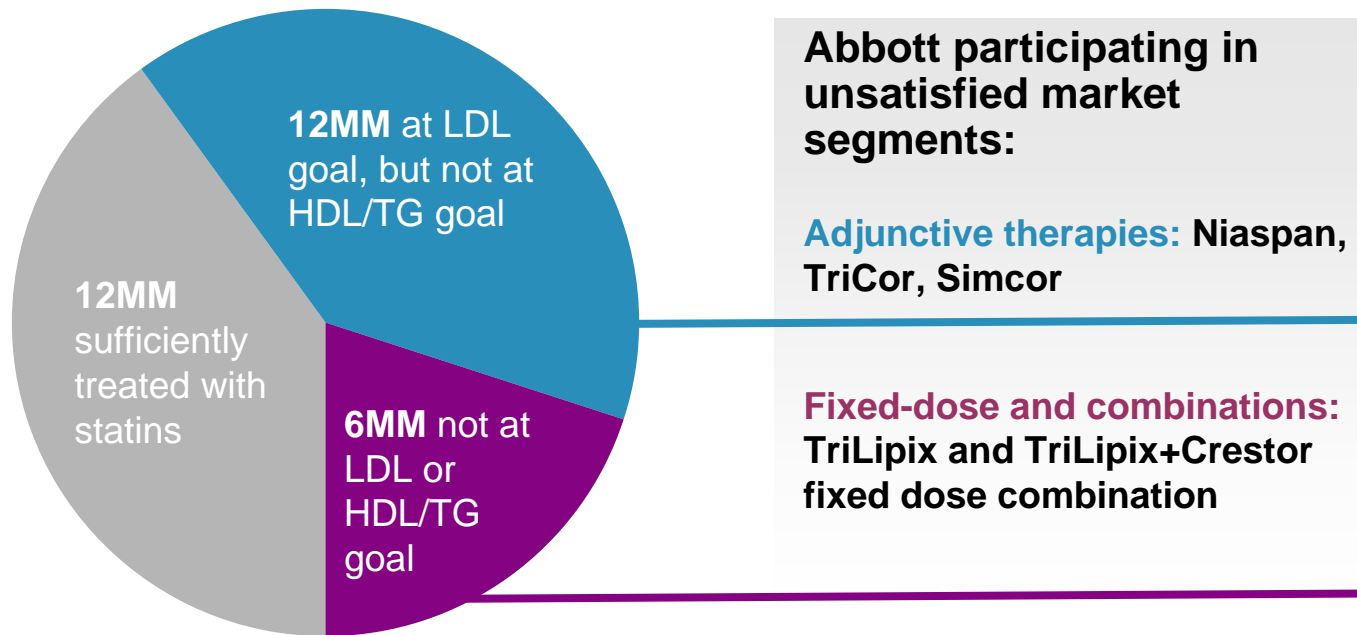 12MM at LDL
goal, but not at
HDL/TG goal
12MM
sufficiently
treated with
statins
6MM not at
LDL or
HDL/TG
goal
Abbott participating in
unsatisfied market
segments:
Adjunctive therapies: Niaspan,
TriCor, Simcor
Fixed-dose and combinations:
TriLipix and TriLipix+Crestor
fixed dose combination